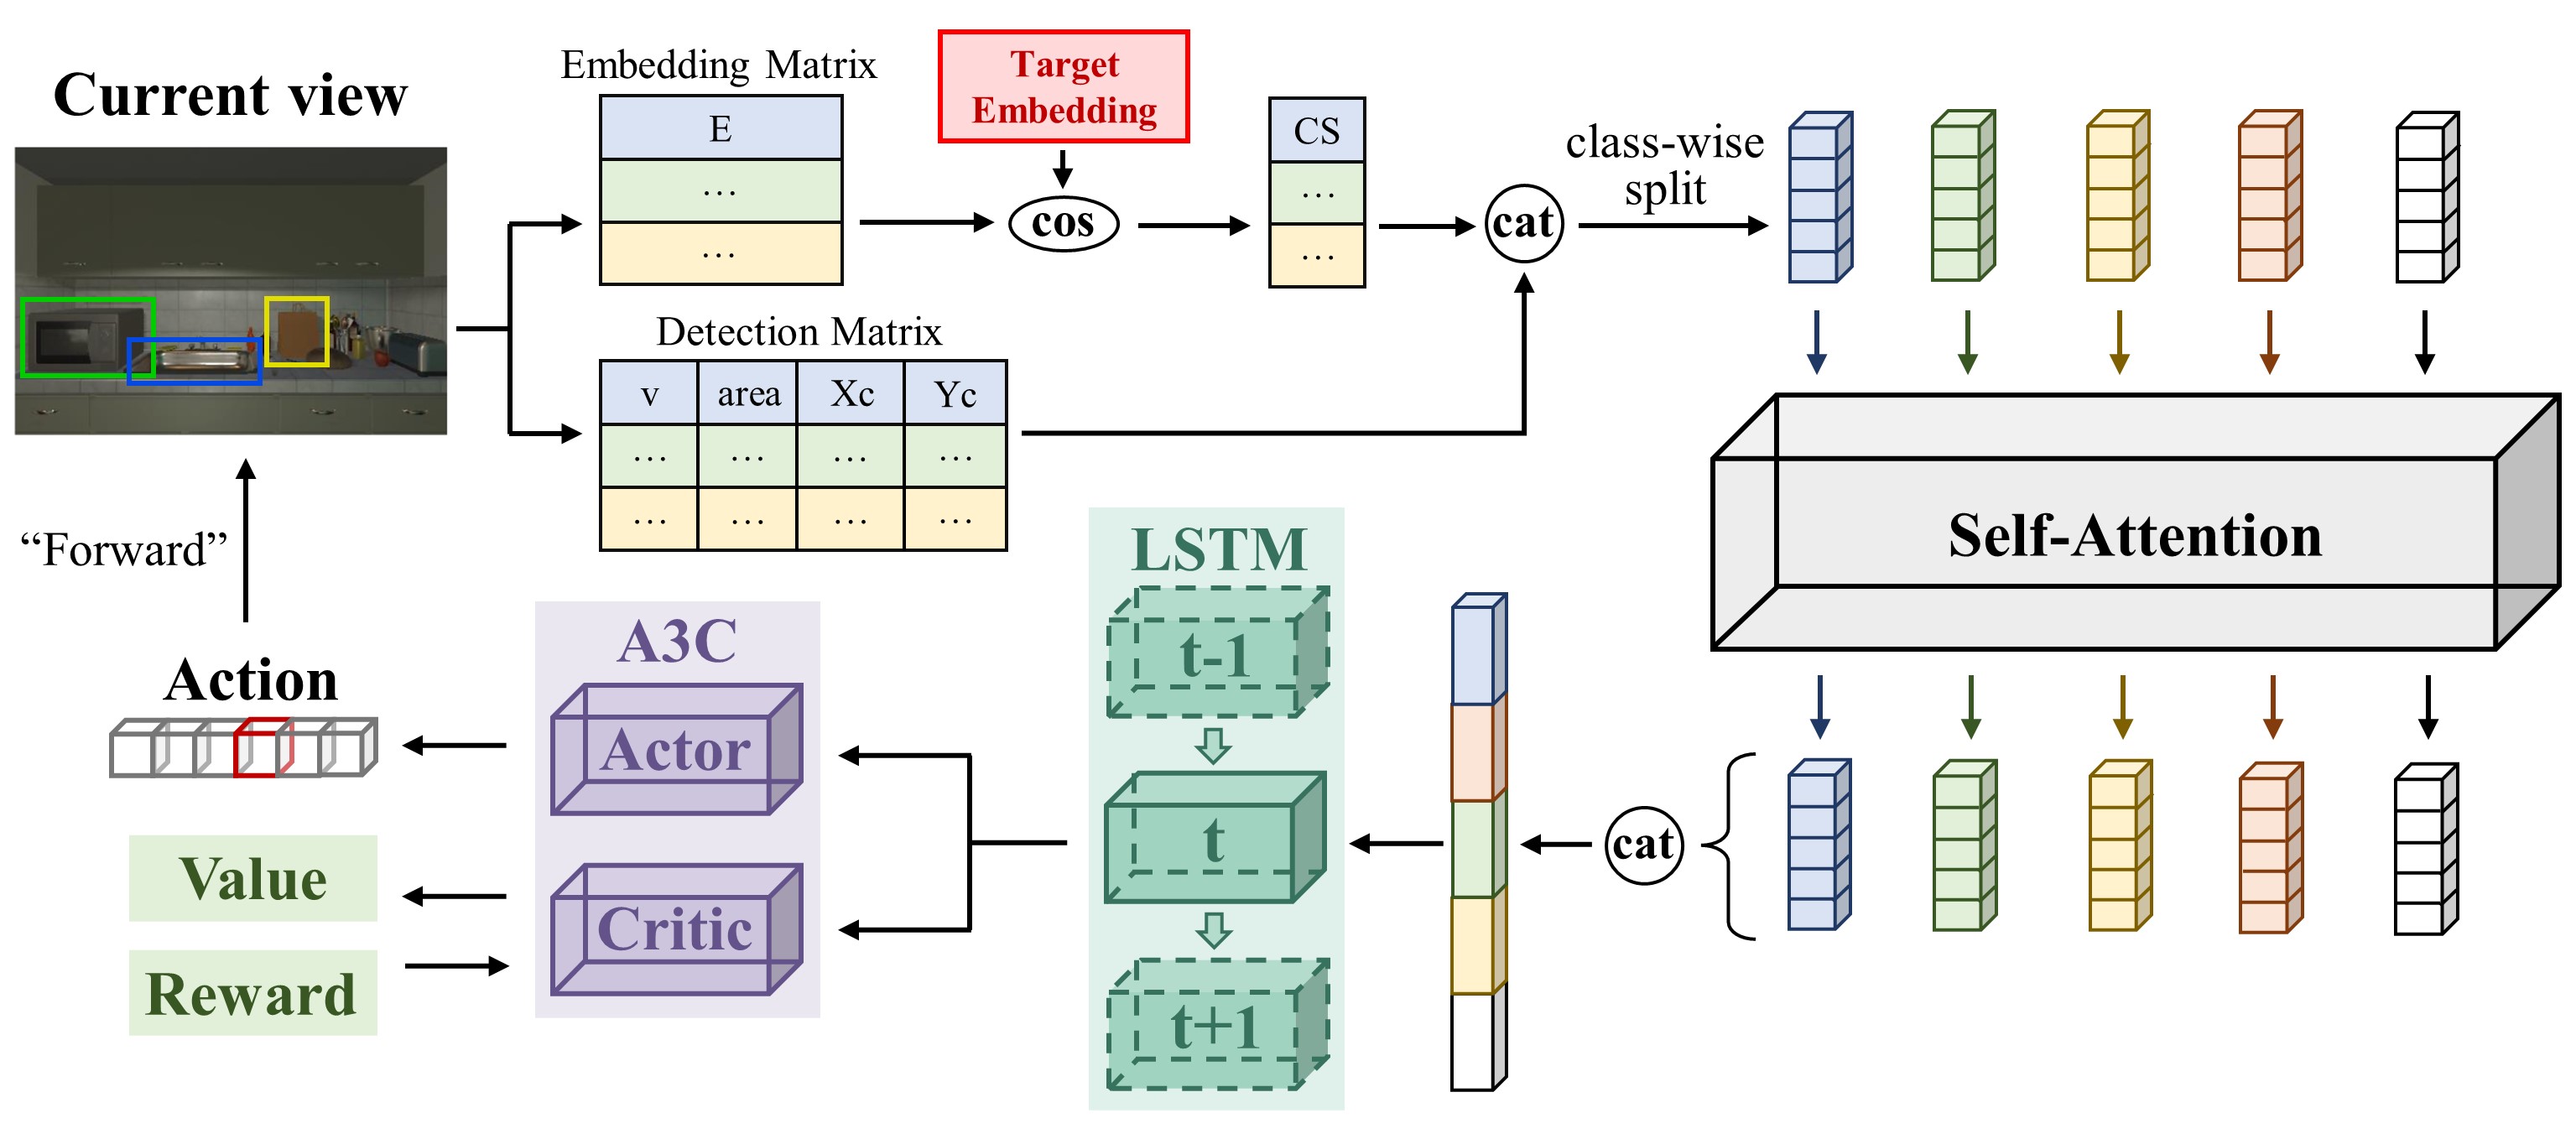 Current view
Embedding Matrix
E
…
…
Target
Embedding
cos
CS
…
…
cat
class-wise
split
Detection Matrix
v area Xc Yc
… … … …
… … … …
Self-Attention
“Forward”
LSTM
t-1
t
t+1
A3C
Actor
Critic
Action
Value
Reward
cat